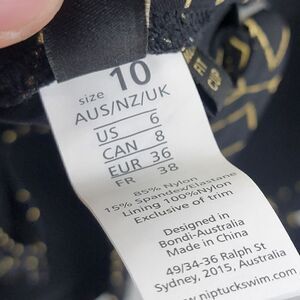 size 10
AUS/NZ/UK
US 6
CAN 8
EUR 36
FR 38
85% Nylon
15% Spandex/Elastane
Lining 100%Nylon
Exclusive of trim
Designed in
Bondi-Australia
Made in China
49/34-36 Ralph St
Sydney, 2015, Australia
www.niptuckswim.com